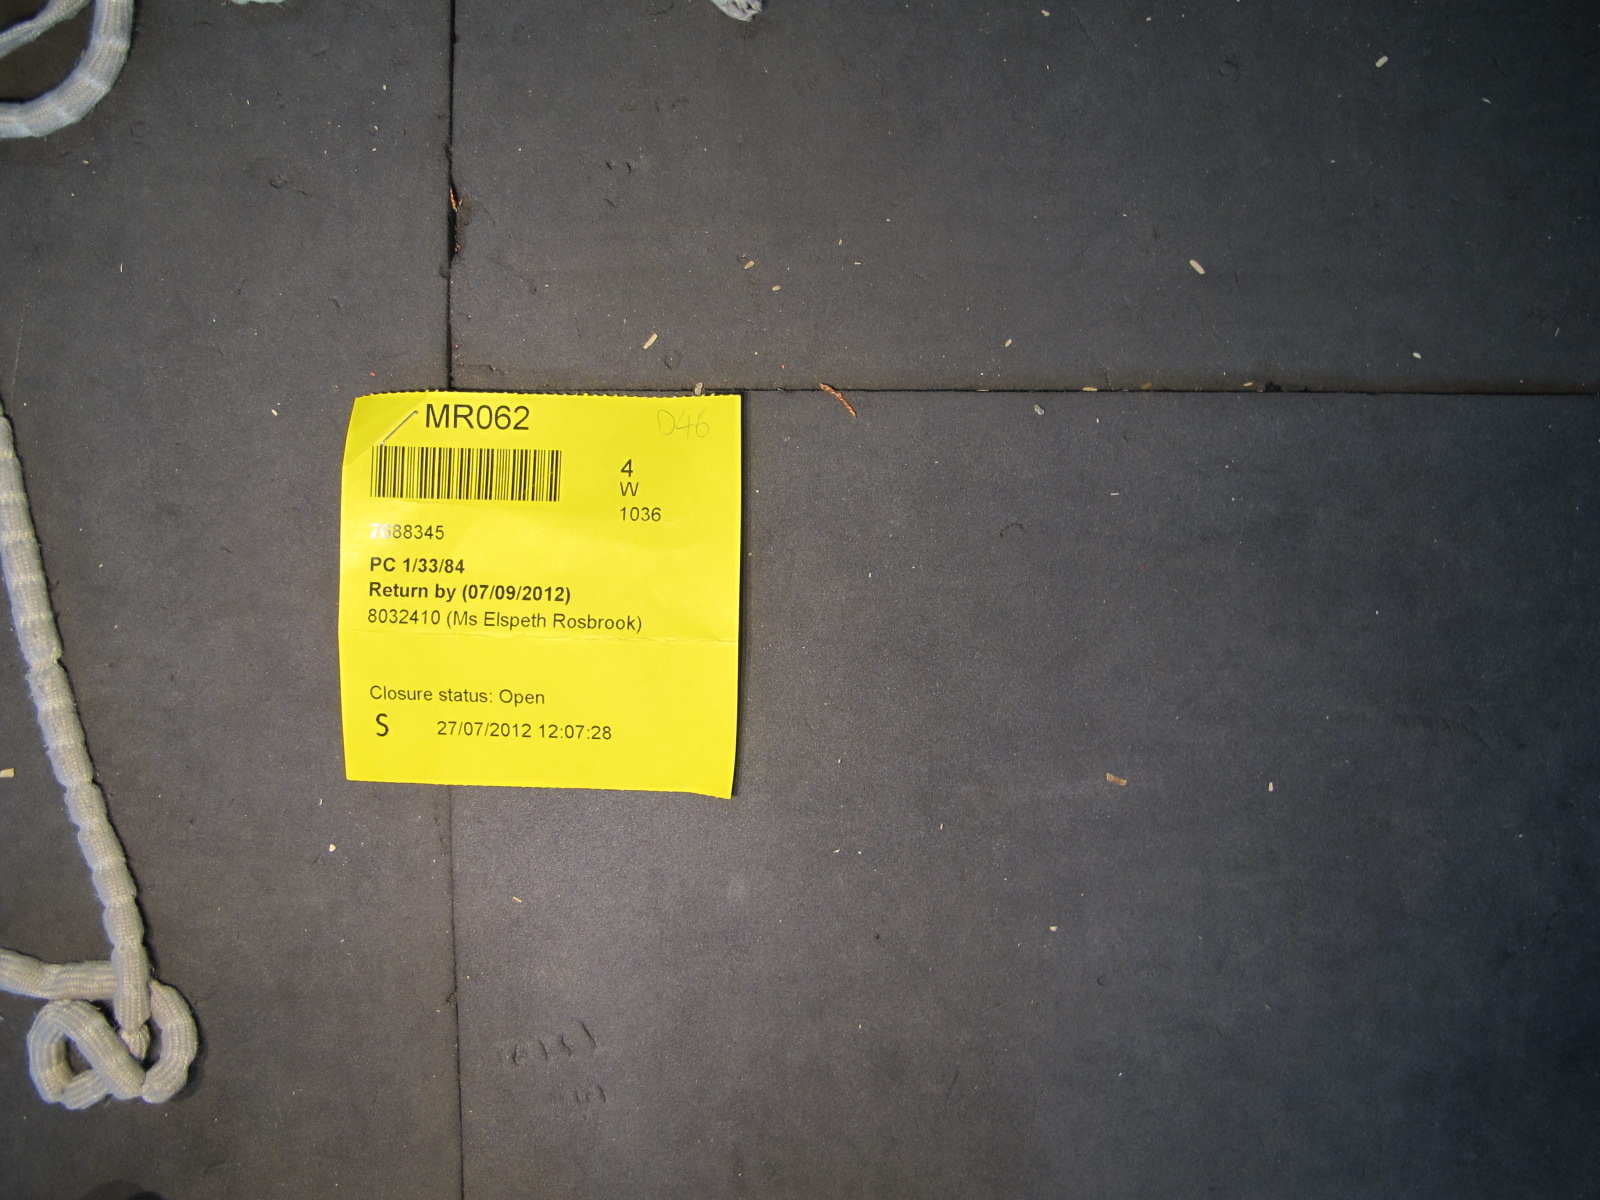 MR062
D46
4
W
1036
7688345
PC 1/33/84
Return by (07/09/2012)
8032410 (Ms Elspeth Rosbrook)
Closure status: Open
S 27/07/2012 12:07:28